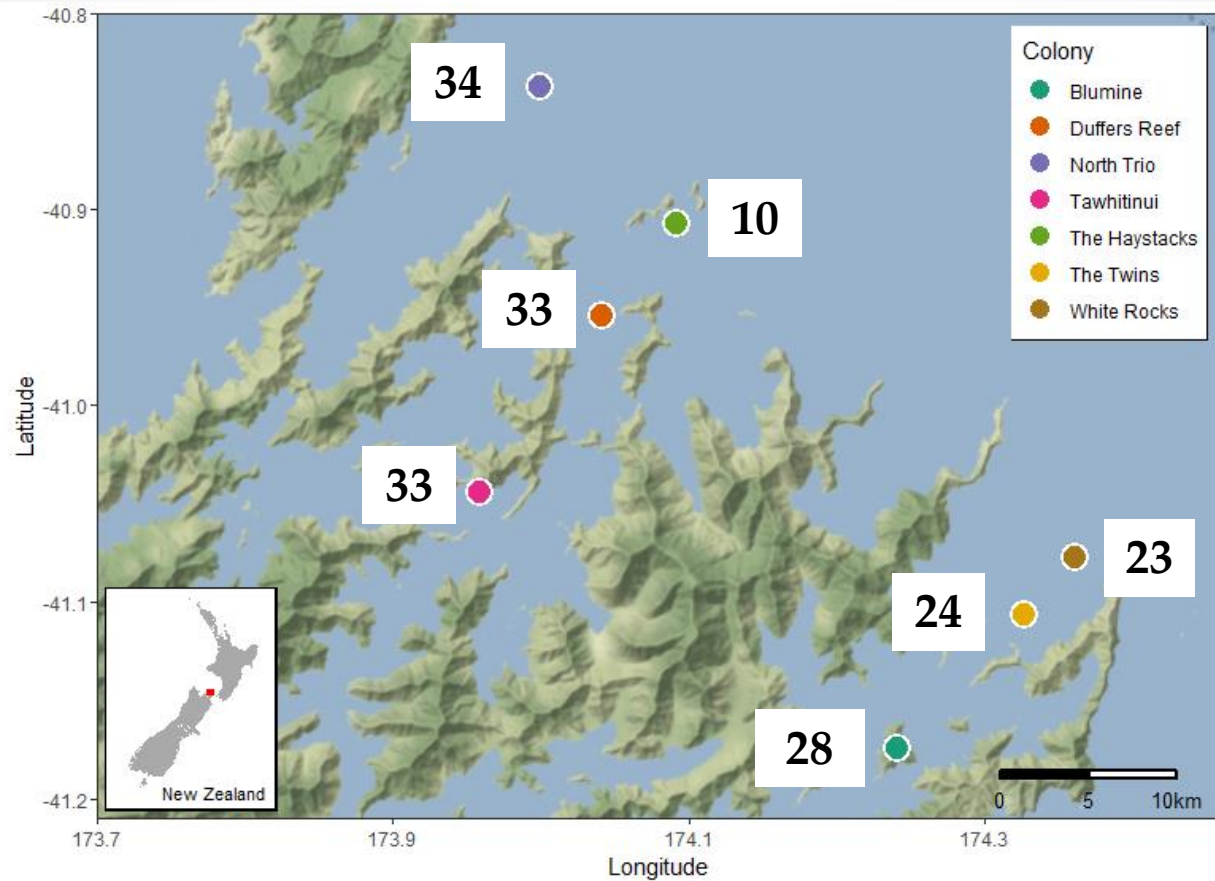 -40.8
-40.9
-41.0
-41.1
-41.2
Latitude
173.7
173.9
174.1
174.3
Longitude
34
10
33
33
23
24
28
Colony
Blumine
Duffers Reef
North Trio
Tawhitinui
The Haystacks
The Twins
White Rocks
New Zealand
0 5 10km